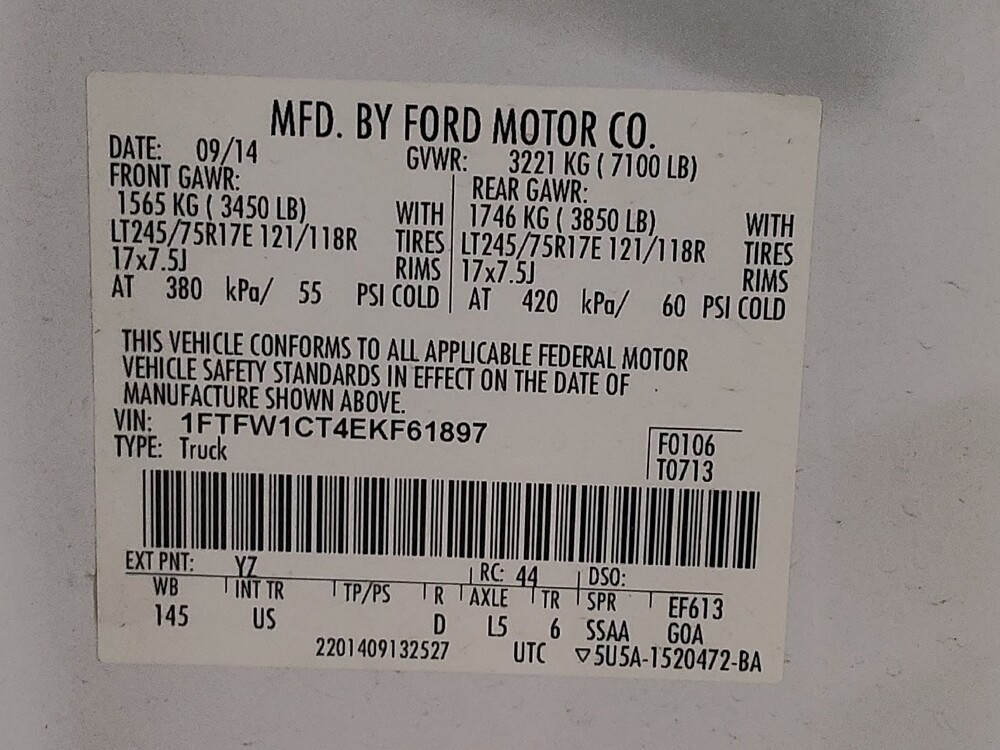 MFD. BY FORD MOTOR CO.
DATE: 09/14 GVWR: 3221 KG ( 7100 LB)
FRONT GAWR: REAR GAWR:
1565 KG ( 3450 LB) WITH 1746 KG ( 3850 LB) WITH
LT245/75R17E 121/118R TIRES LT245/75R17E 121/118R TIRES
17x7.5J RIMS 17x7.5J RIMS
AT 380 kPa/ 55 PSI COLD AT 420 kPa/ 60 PSI COLD
THIS VEHICLE CONFORMS TO ALL APPLICABLE FEDERAL MOTOR
VEHICLE SAFETY STANDARDS IN EFFECT ON THE DATE OF
MANUFACTURE SHOWN ABOVE.
VIN: 1FTFW1CT4EKF61897
TYPE: Truck
F0106
T0713
EXT PNT: YZ RC: 44 DSO:
WB INT TR TP/PS R AXLE TR SPR EF613
145 US D L5 6 SSAA GOA
2201409132527 UTC ▽5U5A-1520472-BA